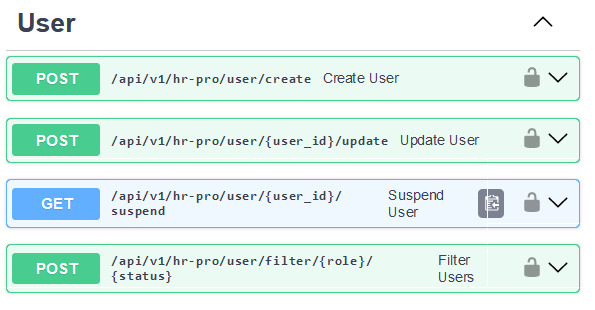 User
POST /api/v1/hr-pro/user/create Create User
POST /api/v1/hr-pro/user/{user_id}/update Update User
GET /api/v1/hr-pro/user/{user_id}/ Suspend
suspend User
POST /api/v1/hr-pro/user/filter/{role}/ Filter
{status} Users